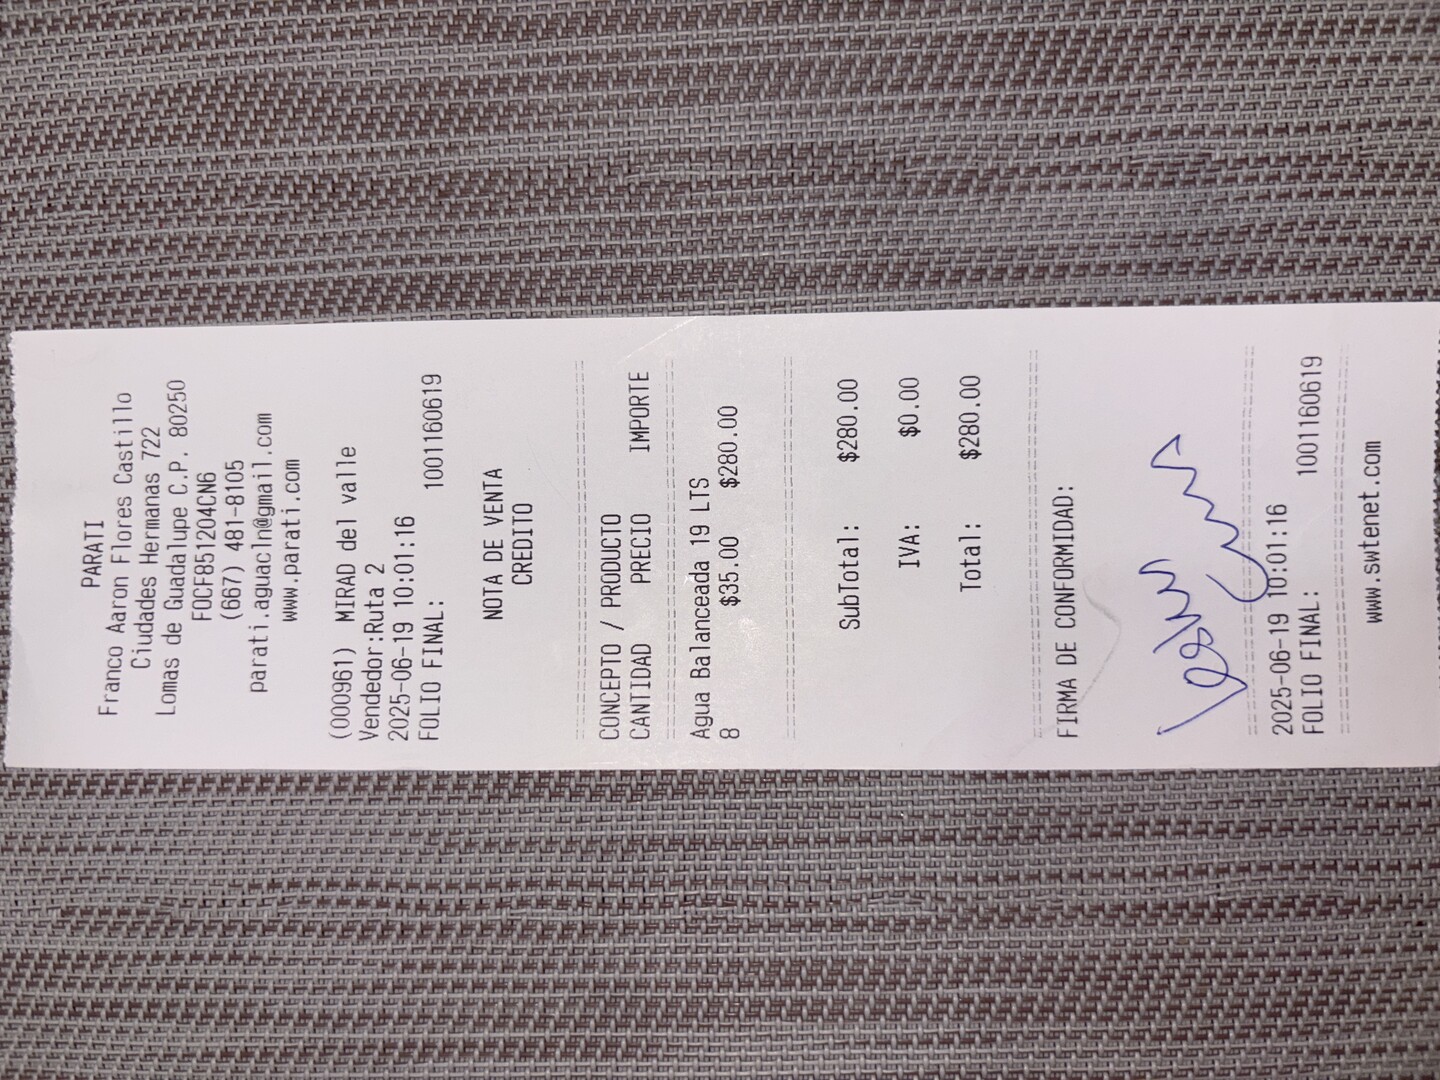 PARATI
Franco Aaron Flores Castillo
Ciudades Hermanas 722
Lomas de Guadalupe C.P. 80250
FOCF851204CN6
(667) 481-8105
parati.aguacln@gmail.com
www.parati.com
(000961) MIRAD del valle
Vendedor:Ruta 2
2025-06-19 10:01:16
FOLIO FINAL: 1001160619
NOTA DE VENTA
CREDITO
CONCEPTO / PRODUCTO
CANTIDAD PRECIO IMPORTE
Agua Balanceada 19 LTS
8 $35.00 $280.00
SubTotal: $280.00
IVA: $0.00
Total: $280.00
FIRMA DE CONFORMIDAD:
2025-06-19 10:01:16
FOLIO FINAL: 1001160619
www.swtenet.com